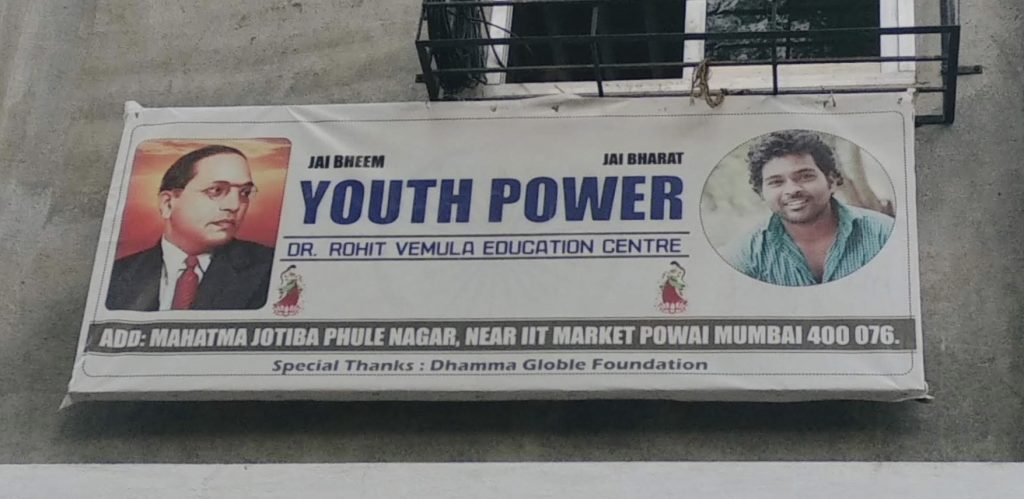 JAI BHEEM JAI BHARAT
YOUTH POWER
DR. ROHIT VEMULA EDUCATION CENTRE
ADD: MAHATMA JOTIBA PHULE NAGAR, NEAR IIT MARKET POWAI MUMBAI 400 076.
Special Thanks : Dhamma Globle Foundation